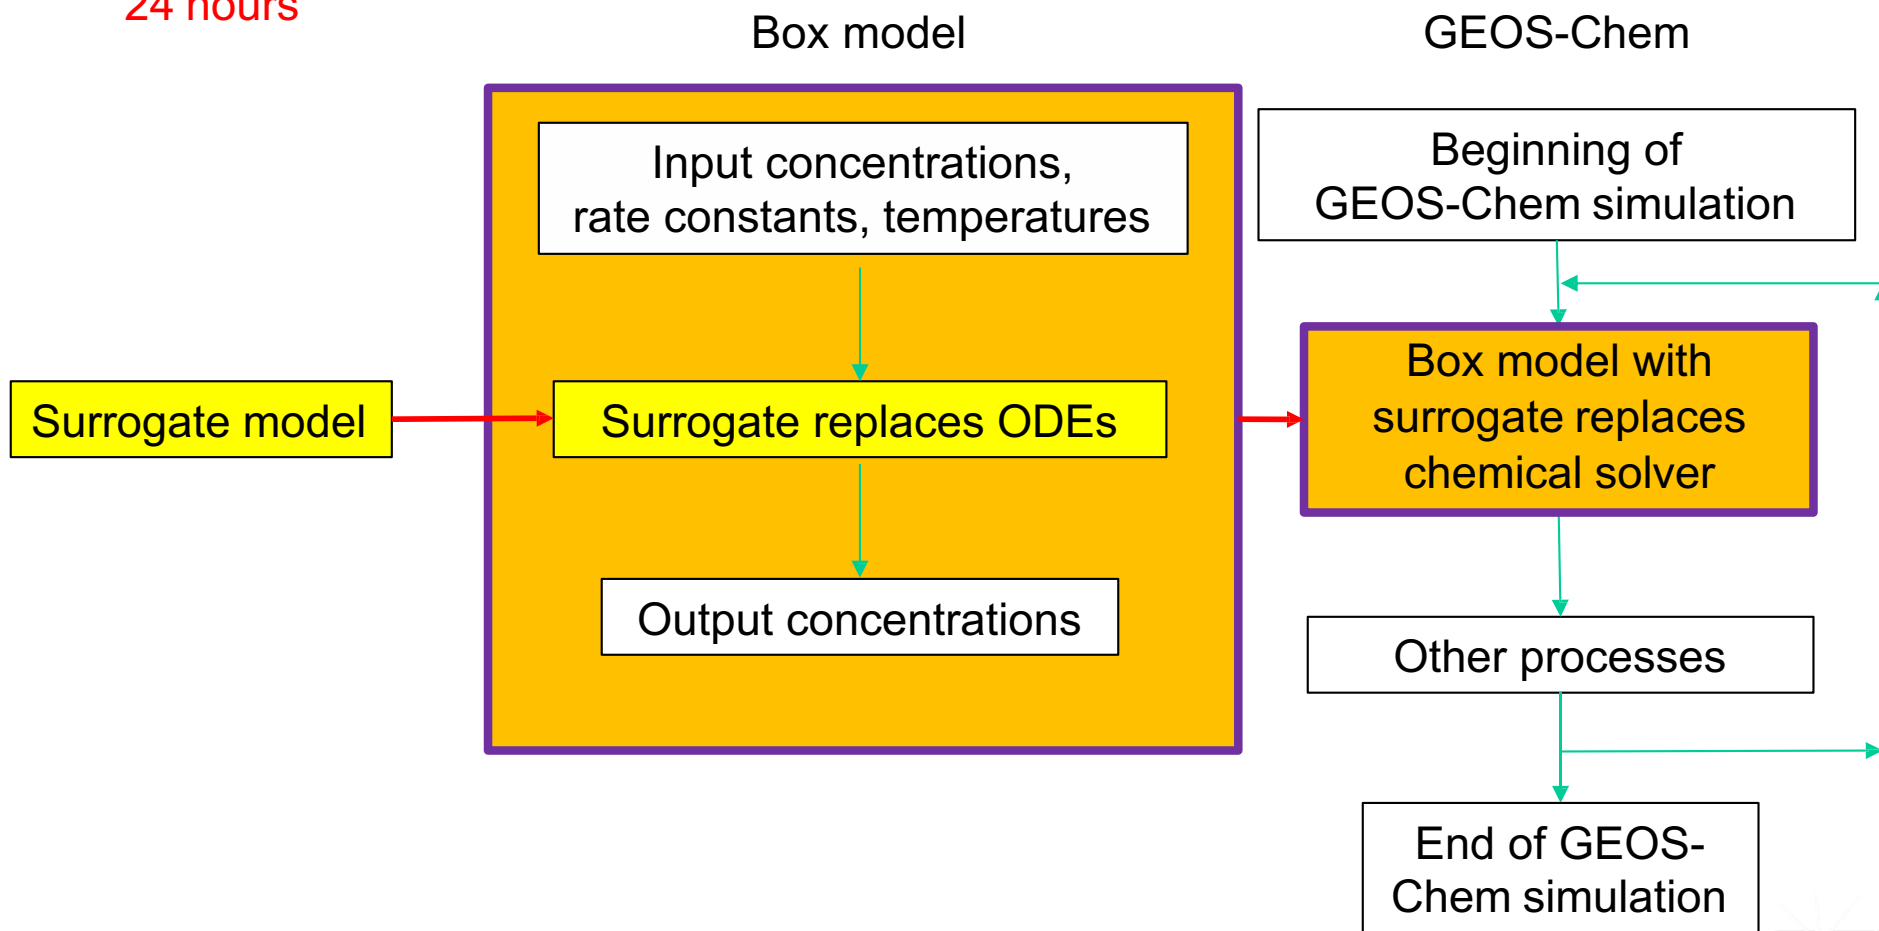 24 hours
Box model
GEOS-Chem
Input concentrations,
rate constants, temperatures
Beginning of
GEOS-Chem simulation
Surrogate model
Surrogate replaces ODEs
Box model with
surrogate replaces
chemical solver
Output concentrations
Other processes
End of GEOS-
Chem simulation